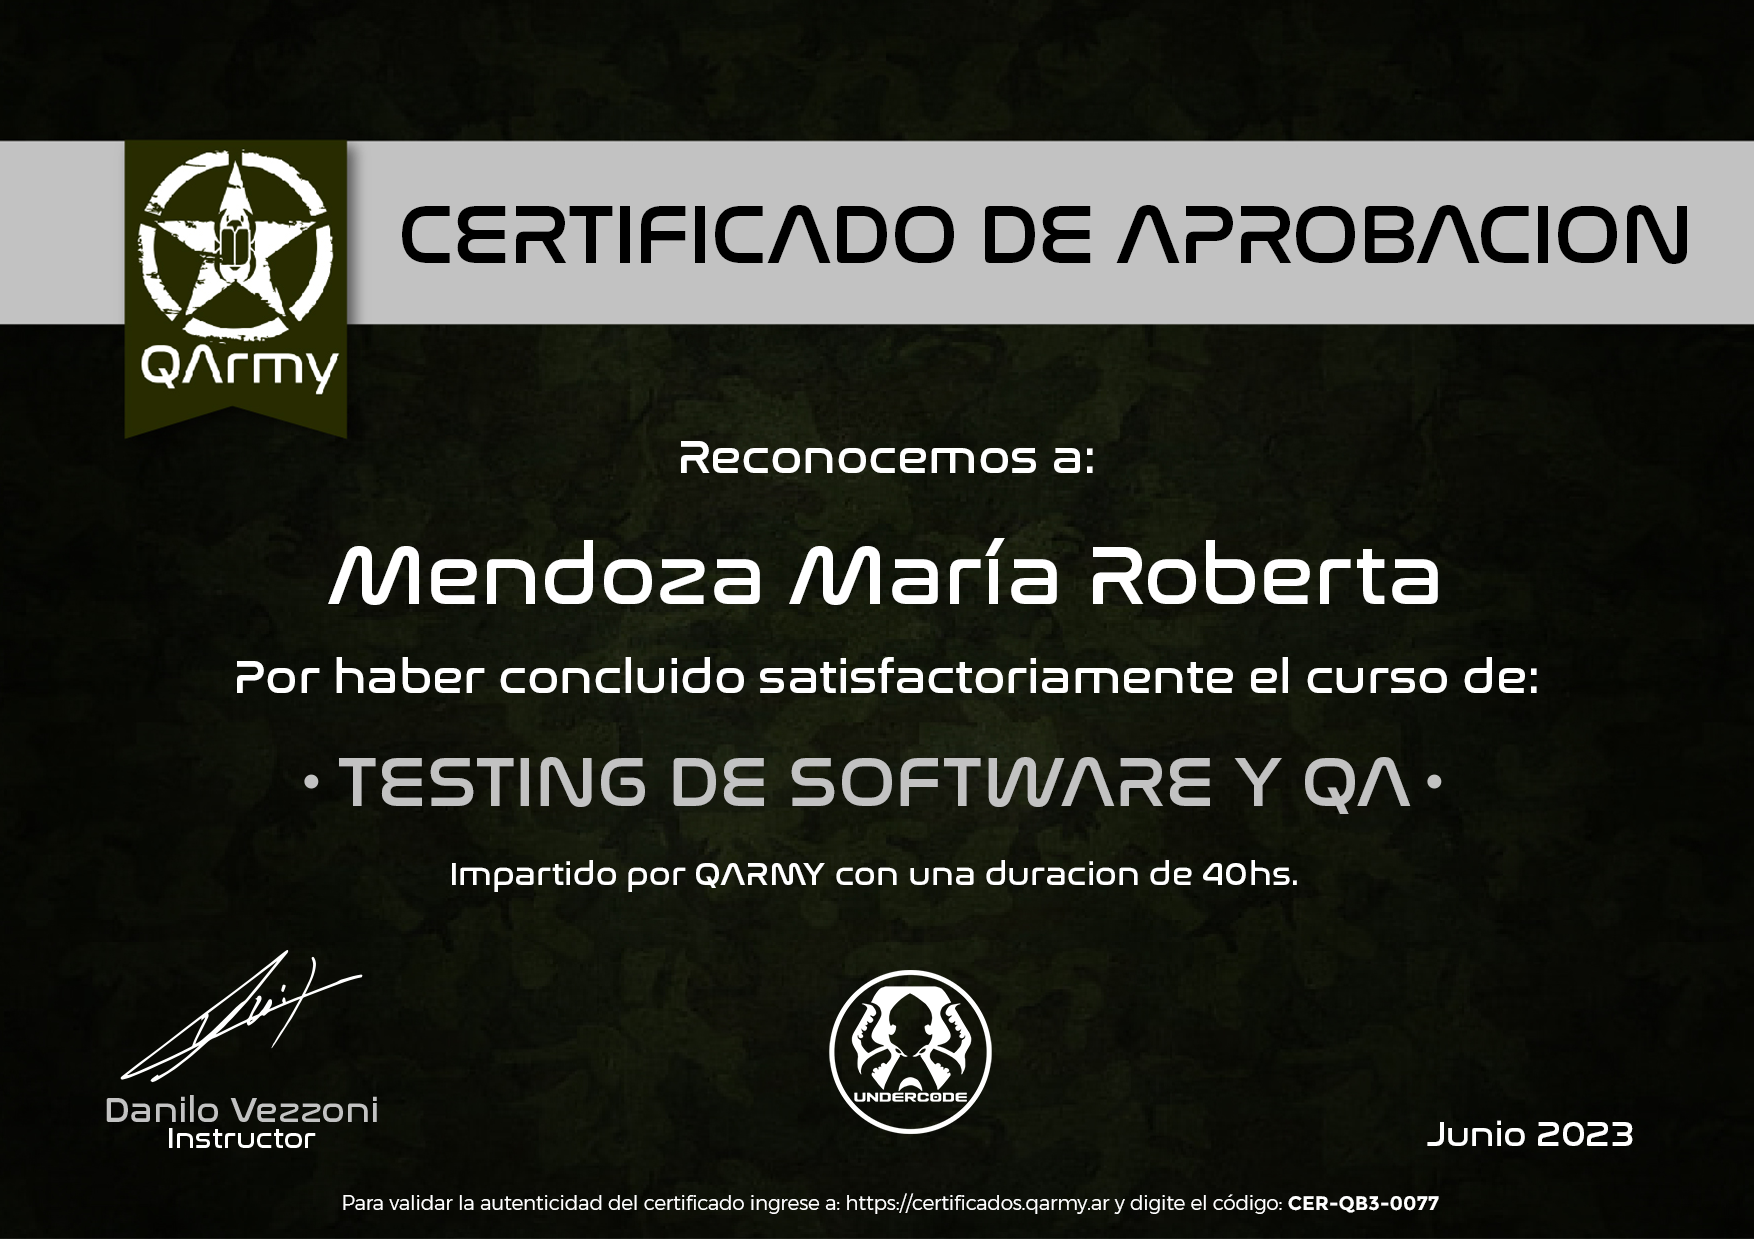 CERTIFICADO DE APROBACION
QArmy
Reconocemos a:
Mendoza María Roberta
Por haber concluido satisfactoriamente el curso de:
• TESTING DE SOFTWARE Y QA •
Impartido por QARMY con una duracion de 40hs.
Danilo Vezzoni
Instructor
UNDERCODE
Junio 2023
Para validar la autenticidad del certificado ingrese a: https://certificados.qarmy.ar y digite el código: CER-QB3-0077